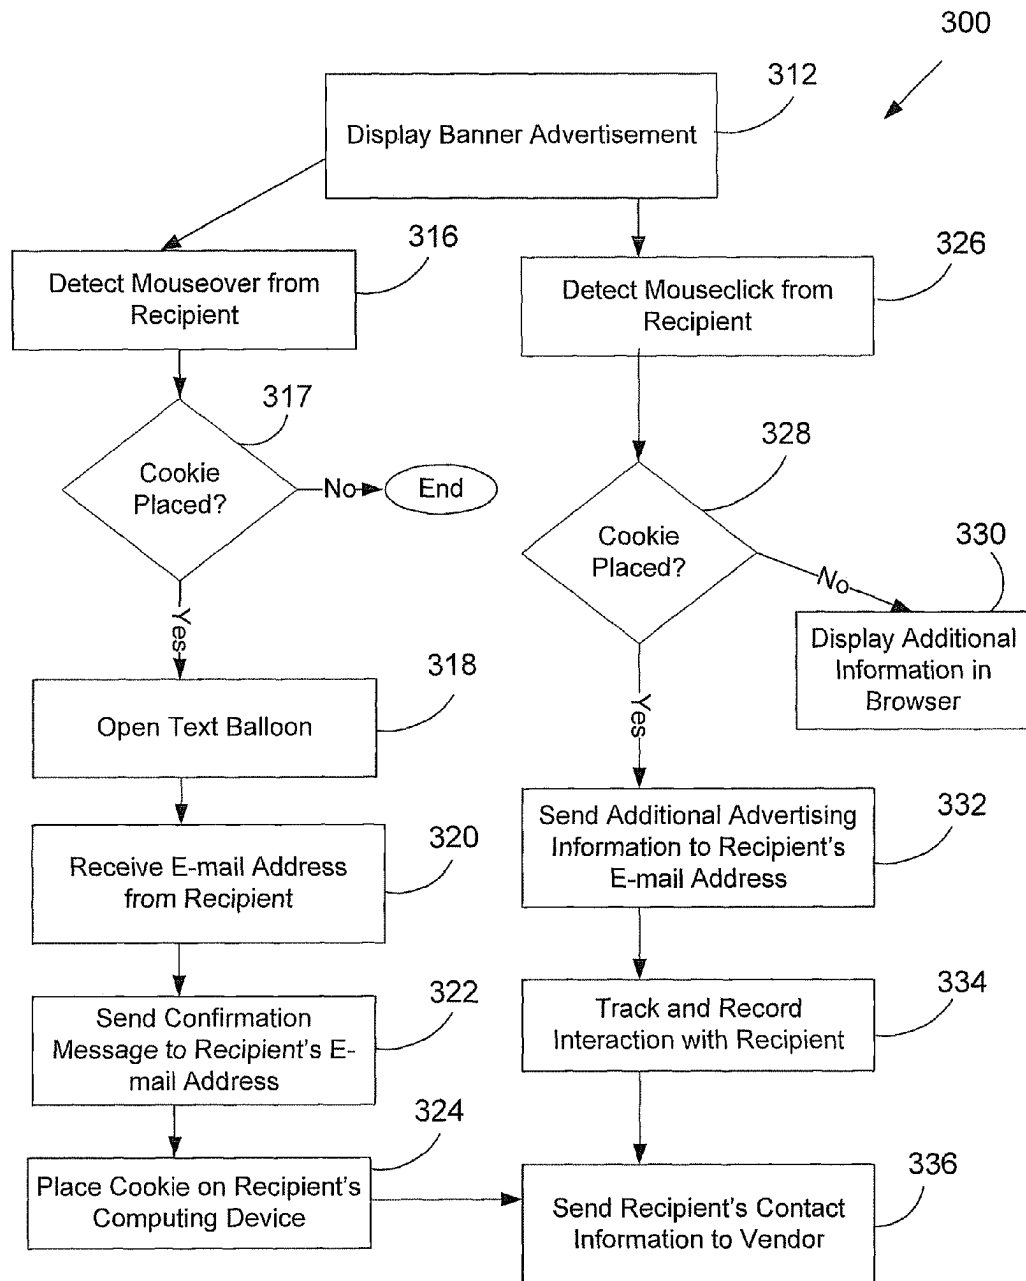 300
312
Display Banner Advertisement
316
Detect Mouseover from
Recipient
326
Detect Mouseclick from
Recipient
317
Cookie
Placed?
No
End
328
Cookie
Placed?
No
330
Display Additional
Information in
Browser
Yes
318
Open Text Balloon
Yes
332
Send Additional Advertising
Information to Recipient's
E-mail Address
320
Receive E-mail Address
from Recipient
322
Send Confirmation
Message to Recipient's E-
mail Address
334
Track and Record
Interaction with Recipient
324
Place Cookie on Recipient's
Computing Device
336
Send Recipient's Contact
Information to Vendor